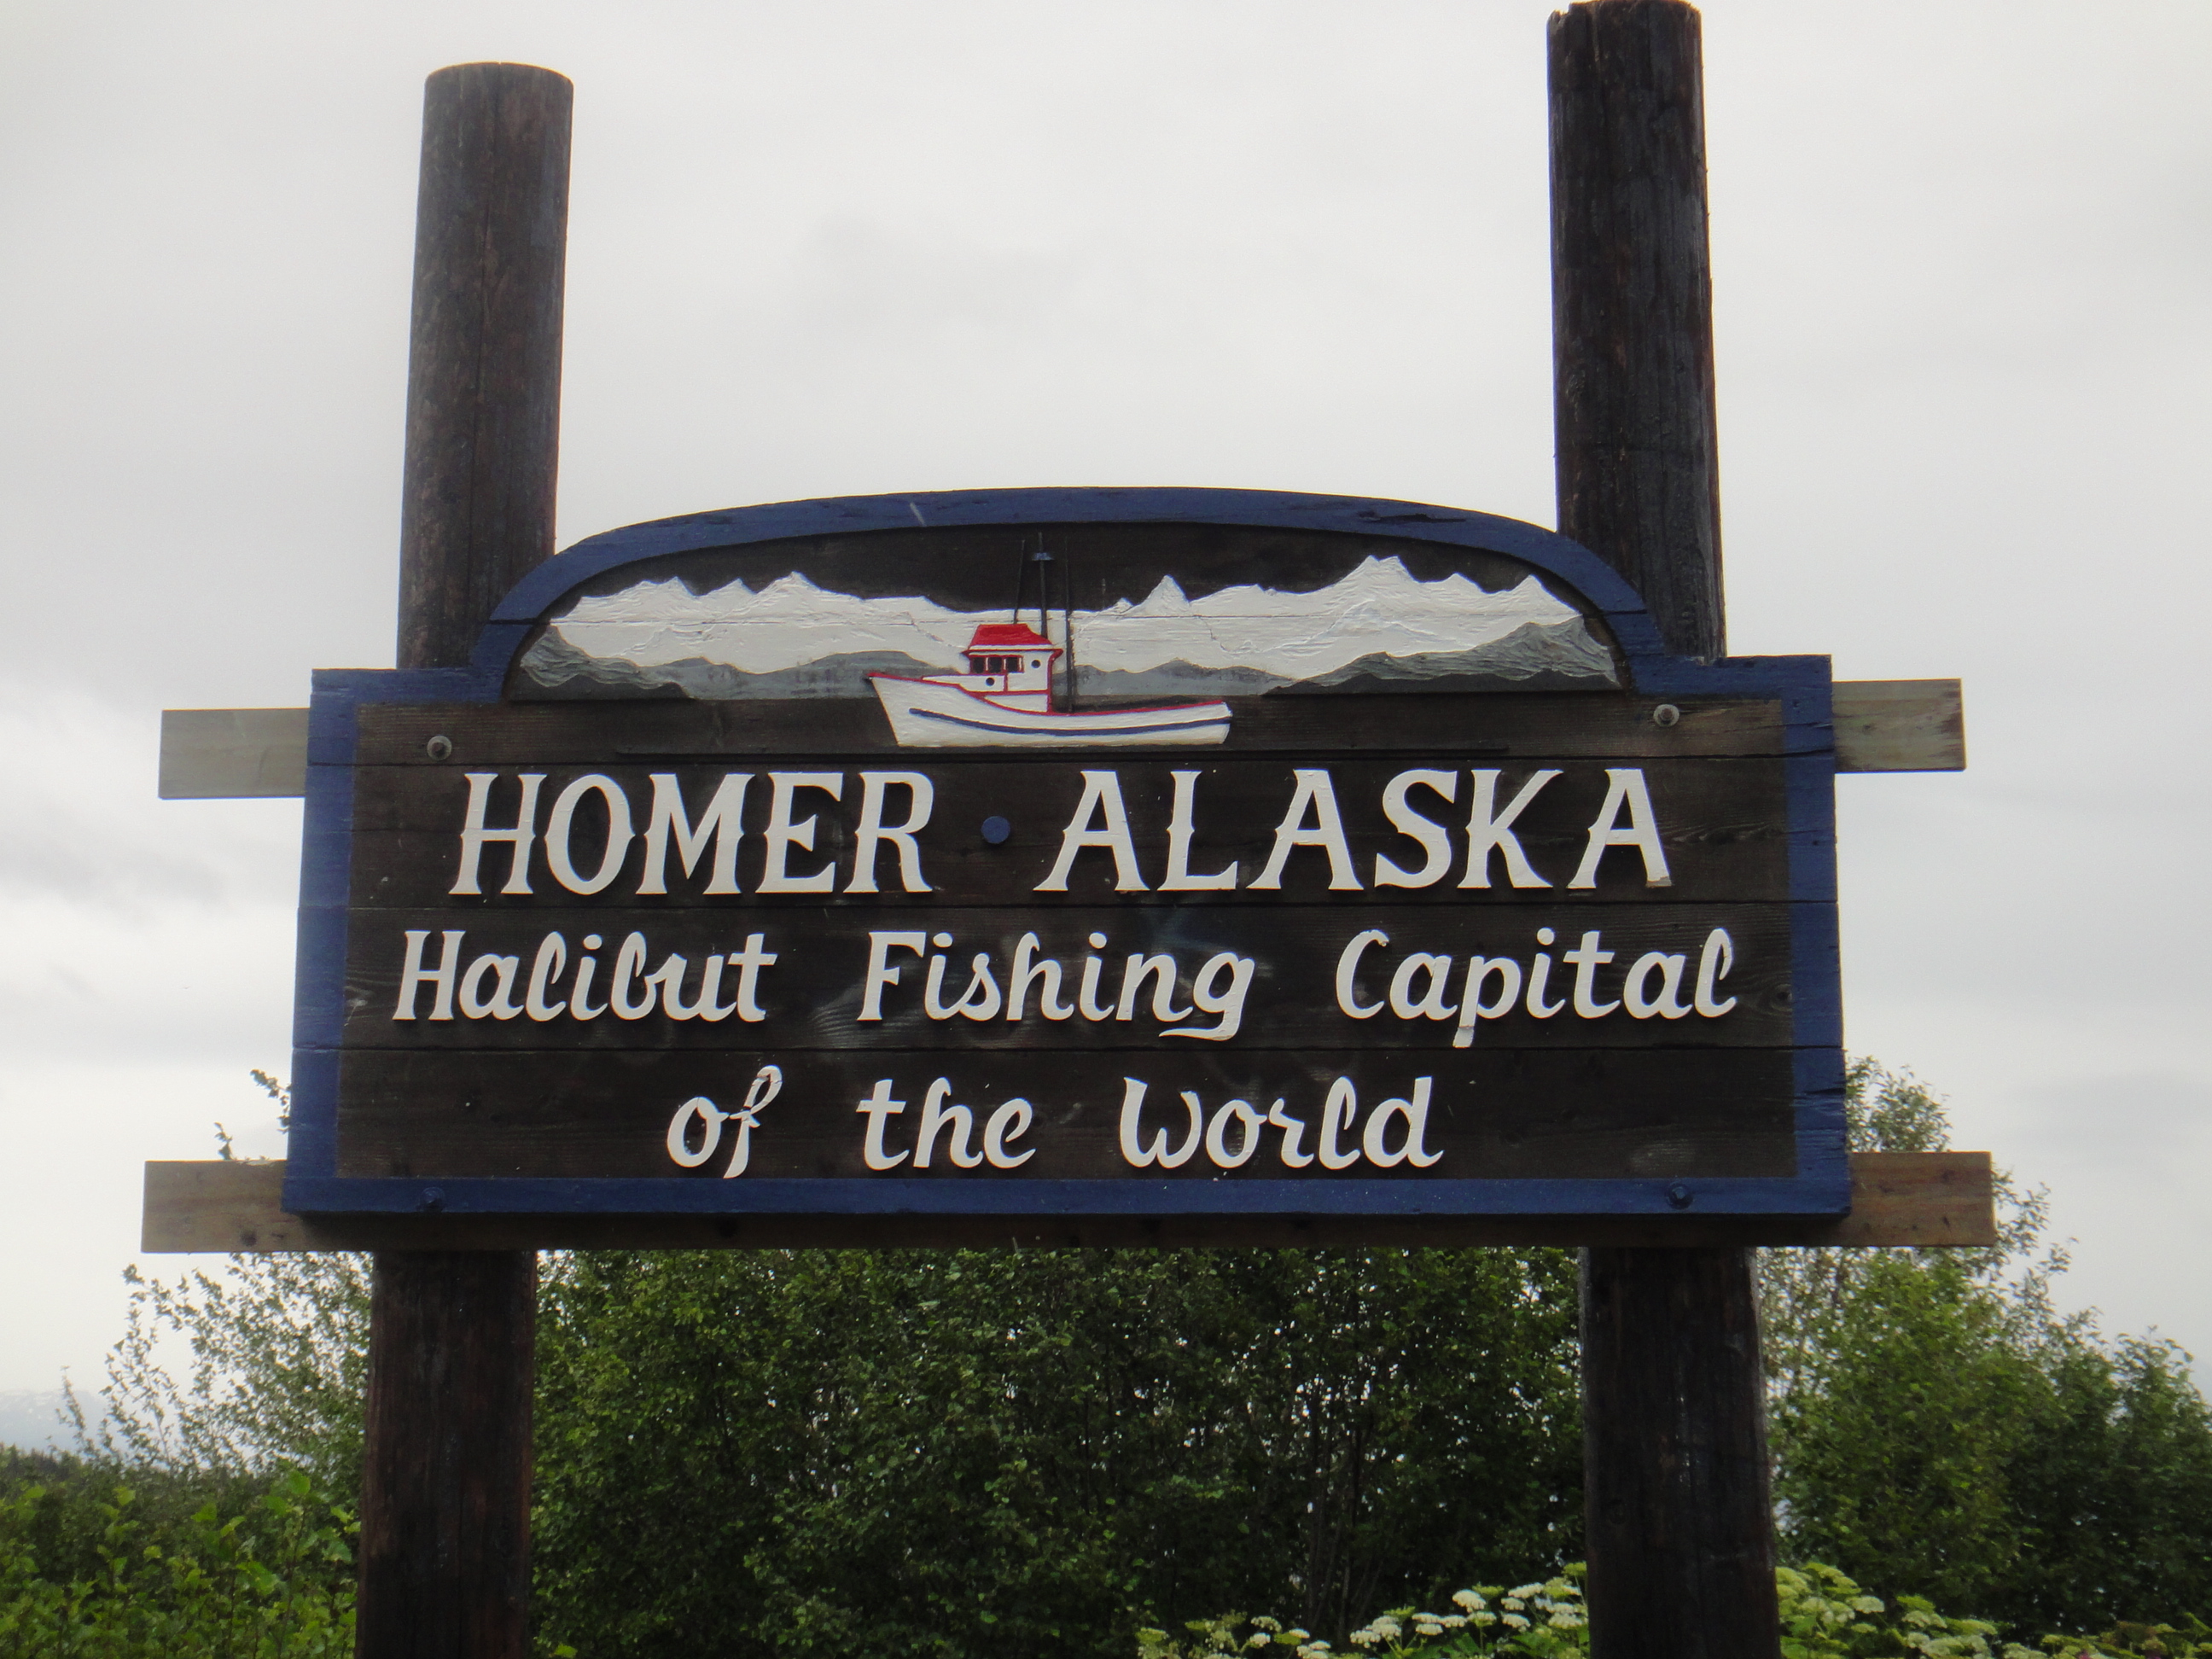 HOMER • ALASKA
Halibut Fishing Capital
of the World